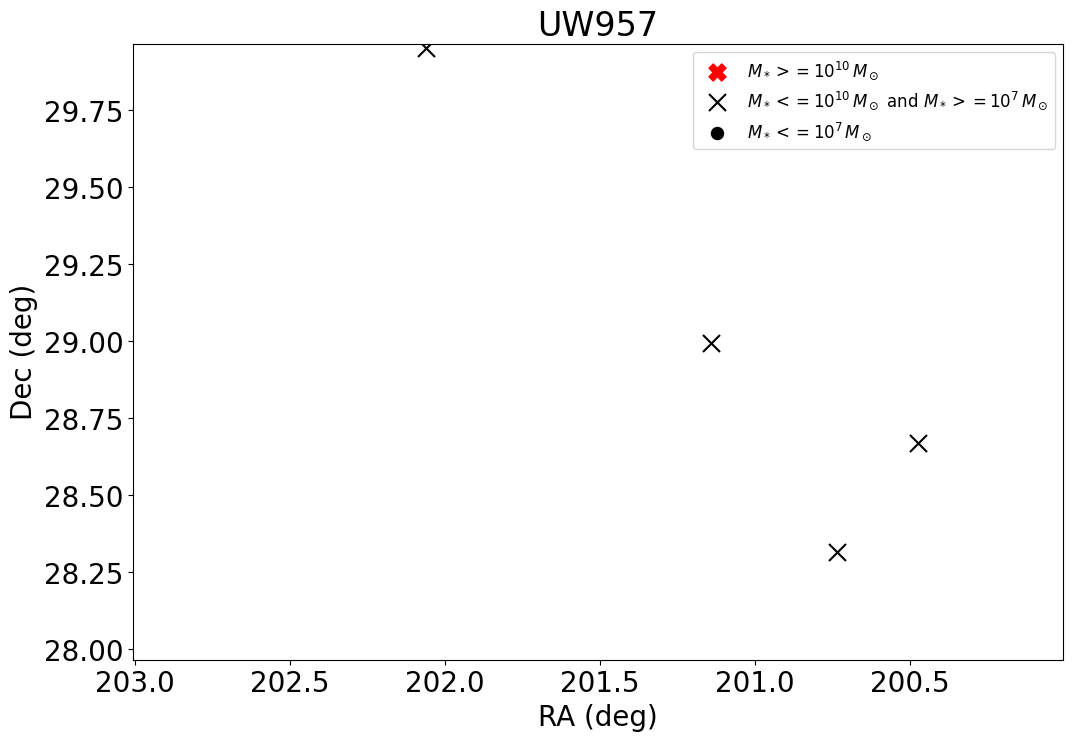 UW957
M* >= 10^10 M⊙
M* <= 10^10 M⊙ and M* >= 10^7 M⊙
M* <= 10^7 M⊙
Dec (deg)
29.75
29.50
29.25
29.00
28.75
28.50
28.25
28.00
203.0 202.5 202.0 201.5 201.0 200.5
RA (deg)